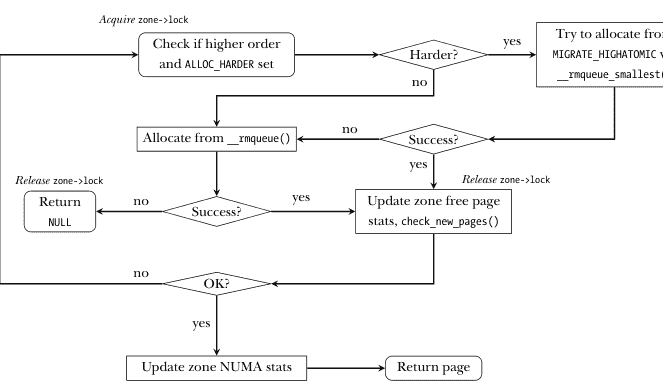 Acquire zone->lock
Check if higher order
and ALLOC_HARDER set
Harder?
yes
Try to allocate
MIGRATE_HIGHATOMIC
__rmqueue_smallest(
no
Allocate from __rmqueue()
no
Success?
yes
Release zone->lock
Return
NULL
no
Success?
yes
Release zone->lock
Update zone free page
stats, check_new_pages()
no
OK?
yes
Update zone NUMA stats
Return page